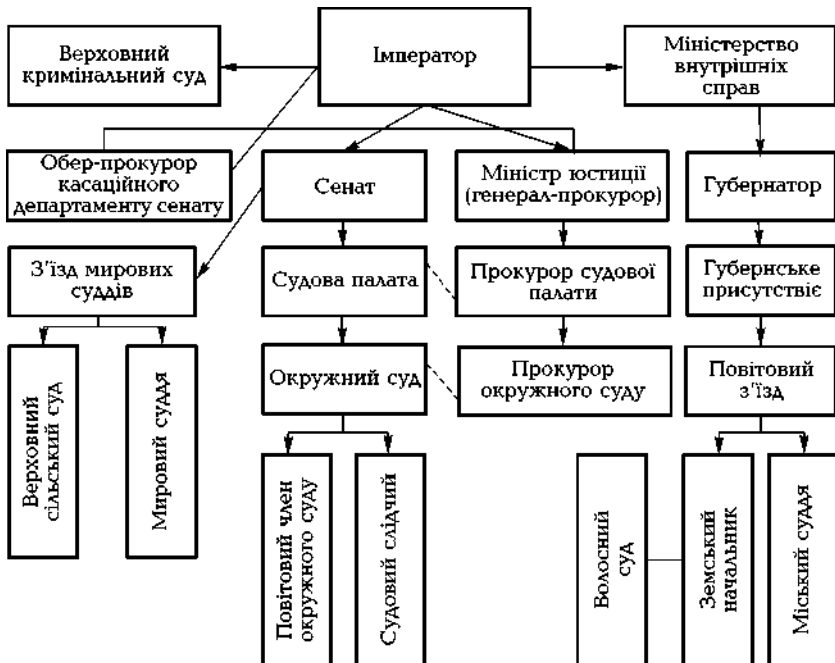 Верховний
кримінальний суд
Імператор
Міністерство
внутрішніх
справ
Обер-прокурор
касаційного
департаменту сенату
Сенат
Міністр юстиції
(генерал-прокурор)
Губернатор
З'їзд мирових
суддів
Судова палата
Прокурор судової
палати
Губернське
присутствіє
Верховний
сільський суд
Мировий суддя
Окружний суд
Прокурор
окружного суду
Повітовий
з'їзд
Повітовий член
окружного суду
Судовий слідчий
Волосний
суд
Земський
начальник
Міський суддя